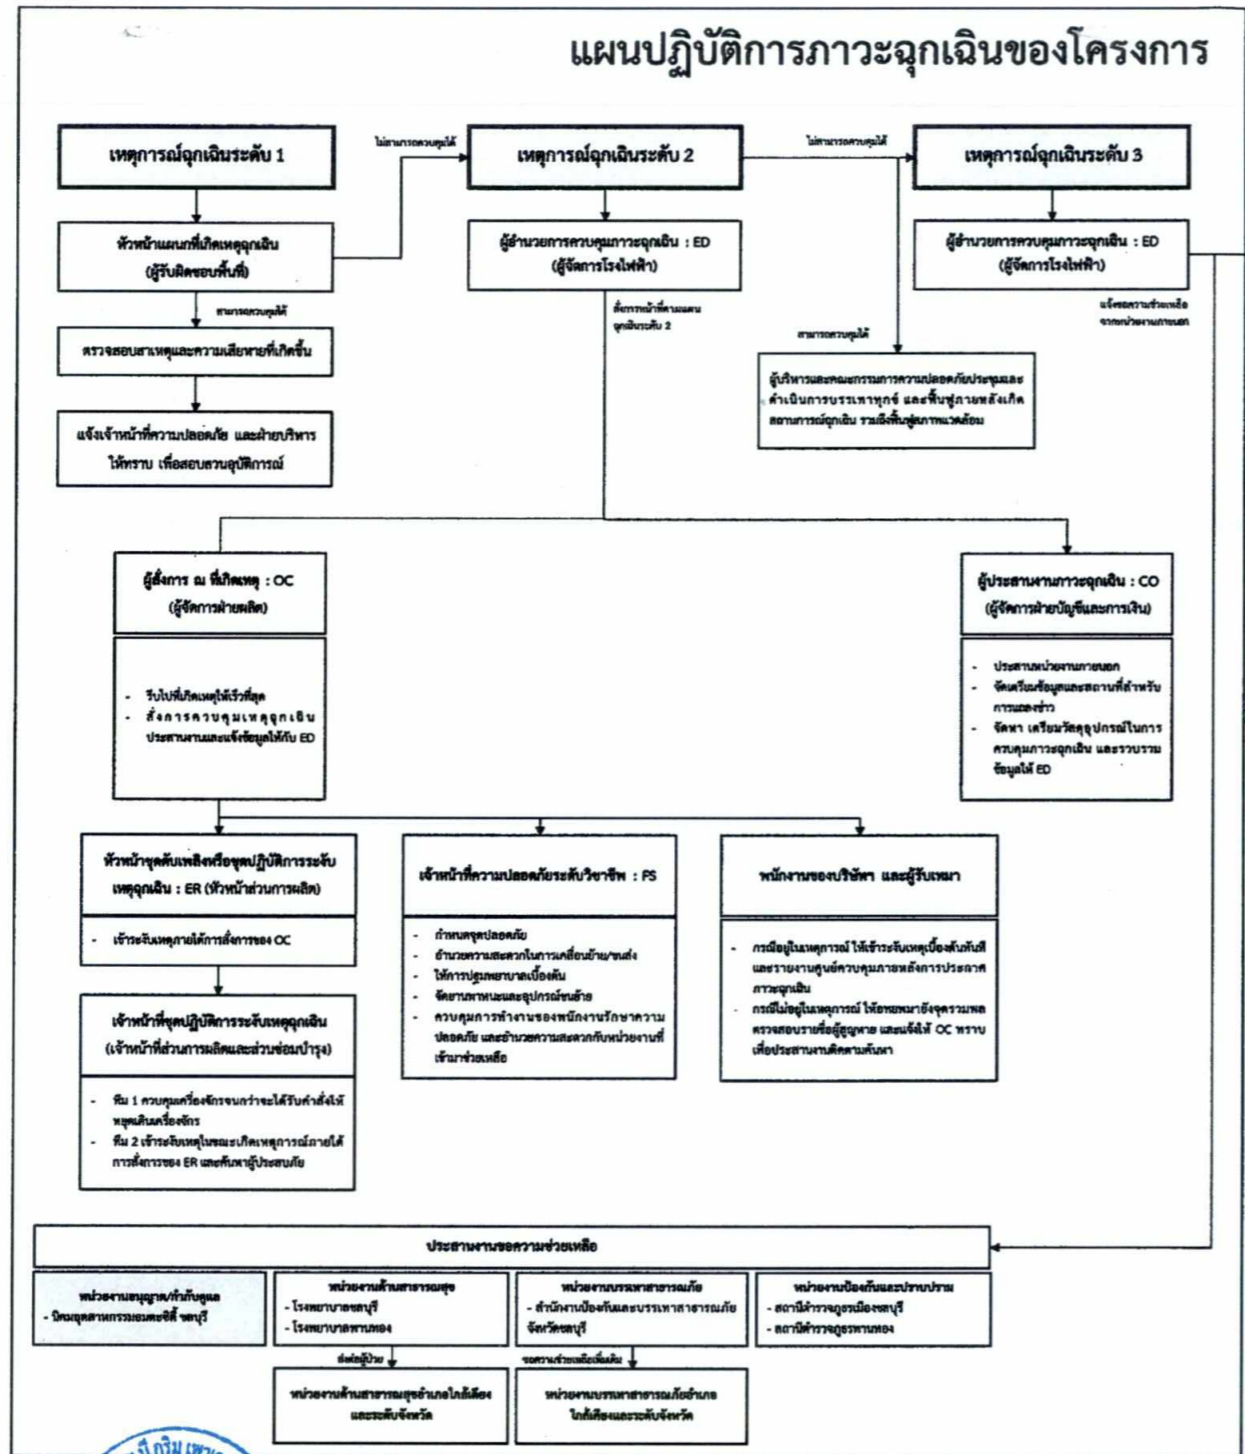 แผนปฏิบัติการภาวะฉุกเฉินของโครงการ
เหตุการณ์ฉุกเฉินระดับ 1
ไม่สามารถควบคุมได้
เหตุการณ์ฉุกเฉินระดับ 2
ไม่สามารถควบคุมได้
เหตุการณ์ฉุกเฉินระดับ 3
หัวหน้าแผนกที่เกิดเหตุฉุกเฉิน
(ผู้รับผิดชอบพื้นที่)
สามารถควบคุมได้
ตรวจสอบสาเหตุและความเสียหายที่เกิดขึ้น
แจ้งเจ้าหน้าที่ความปลอดภัย และฝ่ายบริหาร
ให้ทราบ เพื่อสอบสวนอุบัติการณ์
ผู้อำนวยการควบคุมภาวะฉุกเฉิน : ED
(ผู้จัดการโรงไฟฟ้า)
สั่งการหน้าที่ตามแผน
ฉุกเฉินระดับ 2
ผู้อำนวยการควบคุมภาวะฉุกเฉิน : ED
(ผู้จัดการโรงไฟฟ้า)
แจ้งขอความช่วยเหลือ
จากหน่วยงานภายนอก
สามารถควบคุมได้
ผู้บริหารและคณะกรรมการความปลอดภัยประชุมและ
ดำเนินการบรรเทาทุกข์ และฟื้นฟูภายหลังเกิด
สถานการณ์ฉุกเฉิน รวมถึงฟื้นฟูสภาพแวดล้อม
ผู้สั่งการ ณ ที่เกิดเหตุ : OC
(ผู้จัดการฝ่ายผลิต)
- รีบไปที่เกิดเหตุให้เร็วที่สุด
- สั่งการควบคุมเหตุฉุกเฉิน
ประสานงานและแจ้งข้อมูลให้กับ ED
ผู้ประสานงานภาวะฉุกเฉิน : CO
(ผู้จัดการฝ่ายบัญชีและการเงิน)
- ประสานหน่วยงานภายนอก
- จัดเตรียมข้อมูลและสถานที่สำหรับ
การแถลงข่าว
- จัดหา เตรียมวัสดุอุปกรณ์ในการ
ควบคุมภาวะฉุกเฉิน และรวบรวม
ข้อมูลให้ ED
หัวหน้าชุดดับเพลิงหรือชุดปฏิบัติการระงับ
เหตุฉุกเฉิน : ER (หัวหน้าส่วนการผลิต)
- เข้าระงับเหตุภายใต้การสั่งการของ OC
เจ้าหน้าที่ชุดปฏิบัติการระงับเหตุฉุกเฉิน
(เจ้าหน้าที่ส่วนการผลิตและส่วนซ่อมบำรุง)
- ทีม 1 ควบคุมเครื่องจักรจนกว่าจะได้รับคำสั่งให้
หยุดเดินเครื่องจักร
- ทีม 2 เข้าระงับเหตุในขณะเกิดเหตุการณ์ภายใต้
การสั่งการของ ER และค้นหาผู้ประสบภัย
เจ้าหน้าที่ความปลอดภัยระดับวิชาชีพ : FS
- กำหนดจุดปลอดภัย
- อำนวยความสะดวกในการเคลื่อนย้าย/ขนส่ง
- ให้การปฐมพยาบาลเบื้องต้น
- จัดยานพาหนะและอุปกรณ์ขนย้าย
- ควบคุมการทำงานของพนักงานรักษาความ
ปลอดภัย และอำนวยความสะดวกกับหน่วยงานที่
เข้ามาช่วยเหลือ
พนักงานของบริษัทฯ และผู้รับเหมา
- กรณีอยู่ในเหตุการณ์ ให้เข้าระงับเหตุเบื้องต้นทันที
และรายงานศูนย์ควบคุมภายหลังการประกาศ
ภาวะฉุกเฉิน
- กรณีไม่อยู่ในเหตุการณ์ ให้อพยพมายังจุดรวมพล
ตรวจสอบรายชื่อผู้สูญหาย และแจ้งให้ OC ทราบ
เพื่อประสานงานติดตามค้นหา
ประสานงานขอความช่วยเหลือ
หน่วยงานอนุญาต/กำกับดูแล
- นิคมอุตสาหกรรมอมตะซิตี้ ชลบุรี
หน่วยงานด้านสาธารณสุข
- โรงพยาบาลชลบุรี
- โรงพยาบาลพานทอง
หน่วยงานบรรเทาสาธารณภัย
- สำนักงานป้องกันและบรรเทาสาธารณภัย
จังหวัดชลบุรี
หน่วยงานป้องกันและปราบปราม
- สถานีตำรวจภูธรเมืองชลบุรี
- สถานีตำรวจภูธรพานทอง
ส่งต่อผู้ป่วย
ขอความช่วยเหลือเพิ่มเติม
หน่วยงานด้านสาธารณสุขอำเภอใกล้เคียง
และระดับจังหวัด
หน่วยงานบรรเทาสาธารณภัยอำเภอ
ใกล้เคียงและระดับจังหวัด